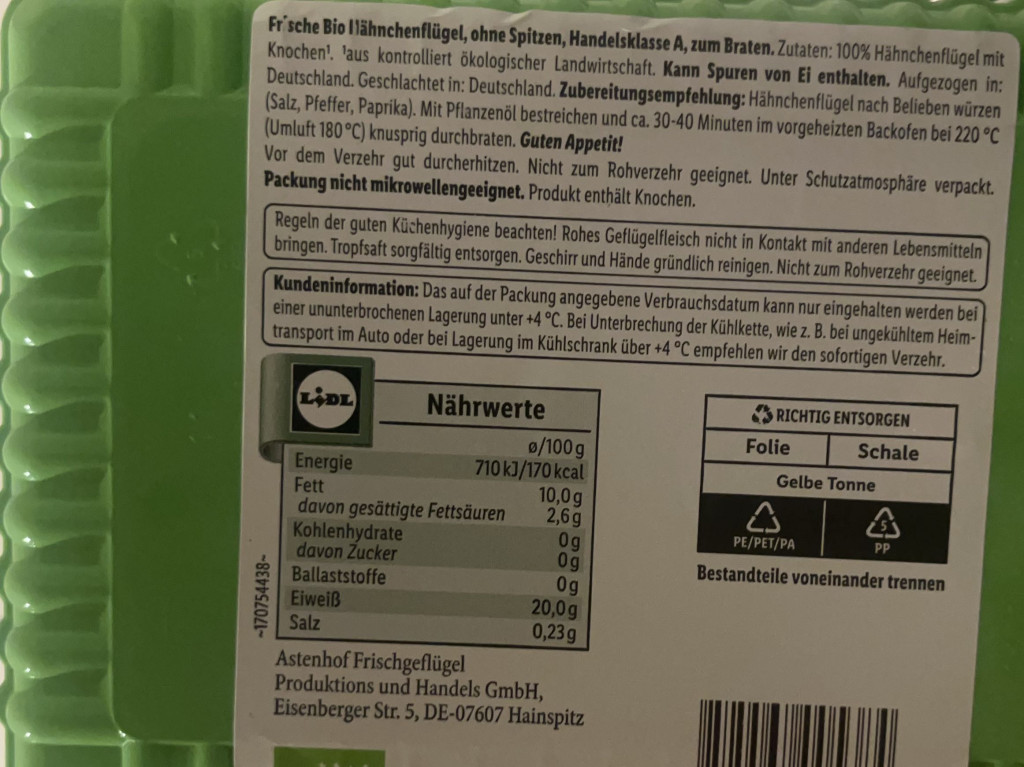 Frische Bio Hähnchenflügel, ohne Spitzen, Handelsklasse A, zum Braten. Zutaten: 100% Hähnchenflügel mit
Knochen¹. ¹aus kontrolliert ökologischer Landwirtschaft. Kann Spuren von Ei enthalten. Aufgezogen in:
Deutschland. Geschlachtet in: Deutschland. Zubereitungsempfehlung: Hähnchenflügel nach Belieben würzen
(Salz, Pfeffer, Paprika). Mit Pflanzenöl bestreichen und ca. 30-40 Minuten im vorgeheizten Backofen bei 220 °C
(Umluft 180 °C) knusprig durchbraten. Guten Appetit!
Vor dem Verzehr gut durcherhitzen. Nicht zum Rohverzehr geeignet. Unter Schutzatmosphäre verpackt.
Packung nicht mikrowellengeeignet. Produkt enthält Knochen.
Regeln der guten Küchenhygiene beachten! Rohes Geflügelfleisch nicht in Kontakt mit anderen Lebensmitteln
bringen. Tropfsaft sorgfältig entsorgen. Geschirr und Hände gründlich reinigen. Nicht zum Rohverzehr geeignet.
Kundeninformation: Das auf der Packung angegebene Verbrauchsdatum kann nur eingehalten werden bei
einer ununterbrochenen Lagerung unter +4 °C. Bei Unterbrechung der Kühlkette, wie z. B. bei ungekühltem Heim-
transport im Auto oder bei Lagerung im Kühlschrank über +4 °C empfehlen wir den sofortigen Verzehr.
LIDL
Nährwerte
ø/100 g
Energie 710 kJ/170 kcal
Fett 10,0 g
davon gesättigte Fettsäuren 2,6 g
Kohlenhydrate 0 g
davon Zucker 0 g
Ballaststoffe 0 g
Eiweiß 20,0 g
Salz 0,23 g
~170754438~
Astenhof Frischgeflügel
Produktions und Handels GmbH,
Eisenberger Str. 5, DE-07607 Hainspitz
RICHTIG ENTSORGEN
Folie Schale
Gelbe Tonne
5
PE/PET/PA PP
Bestandteile voneinander trennen